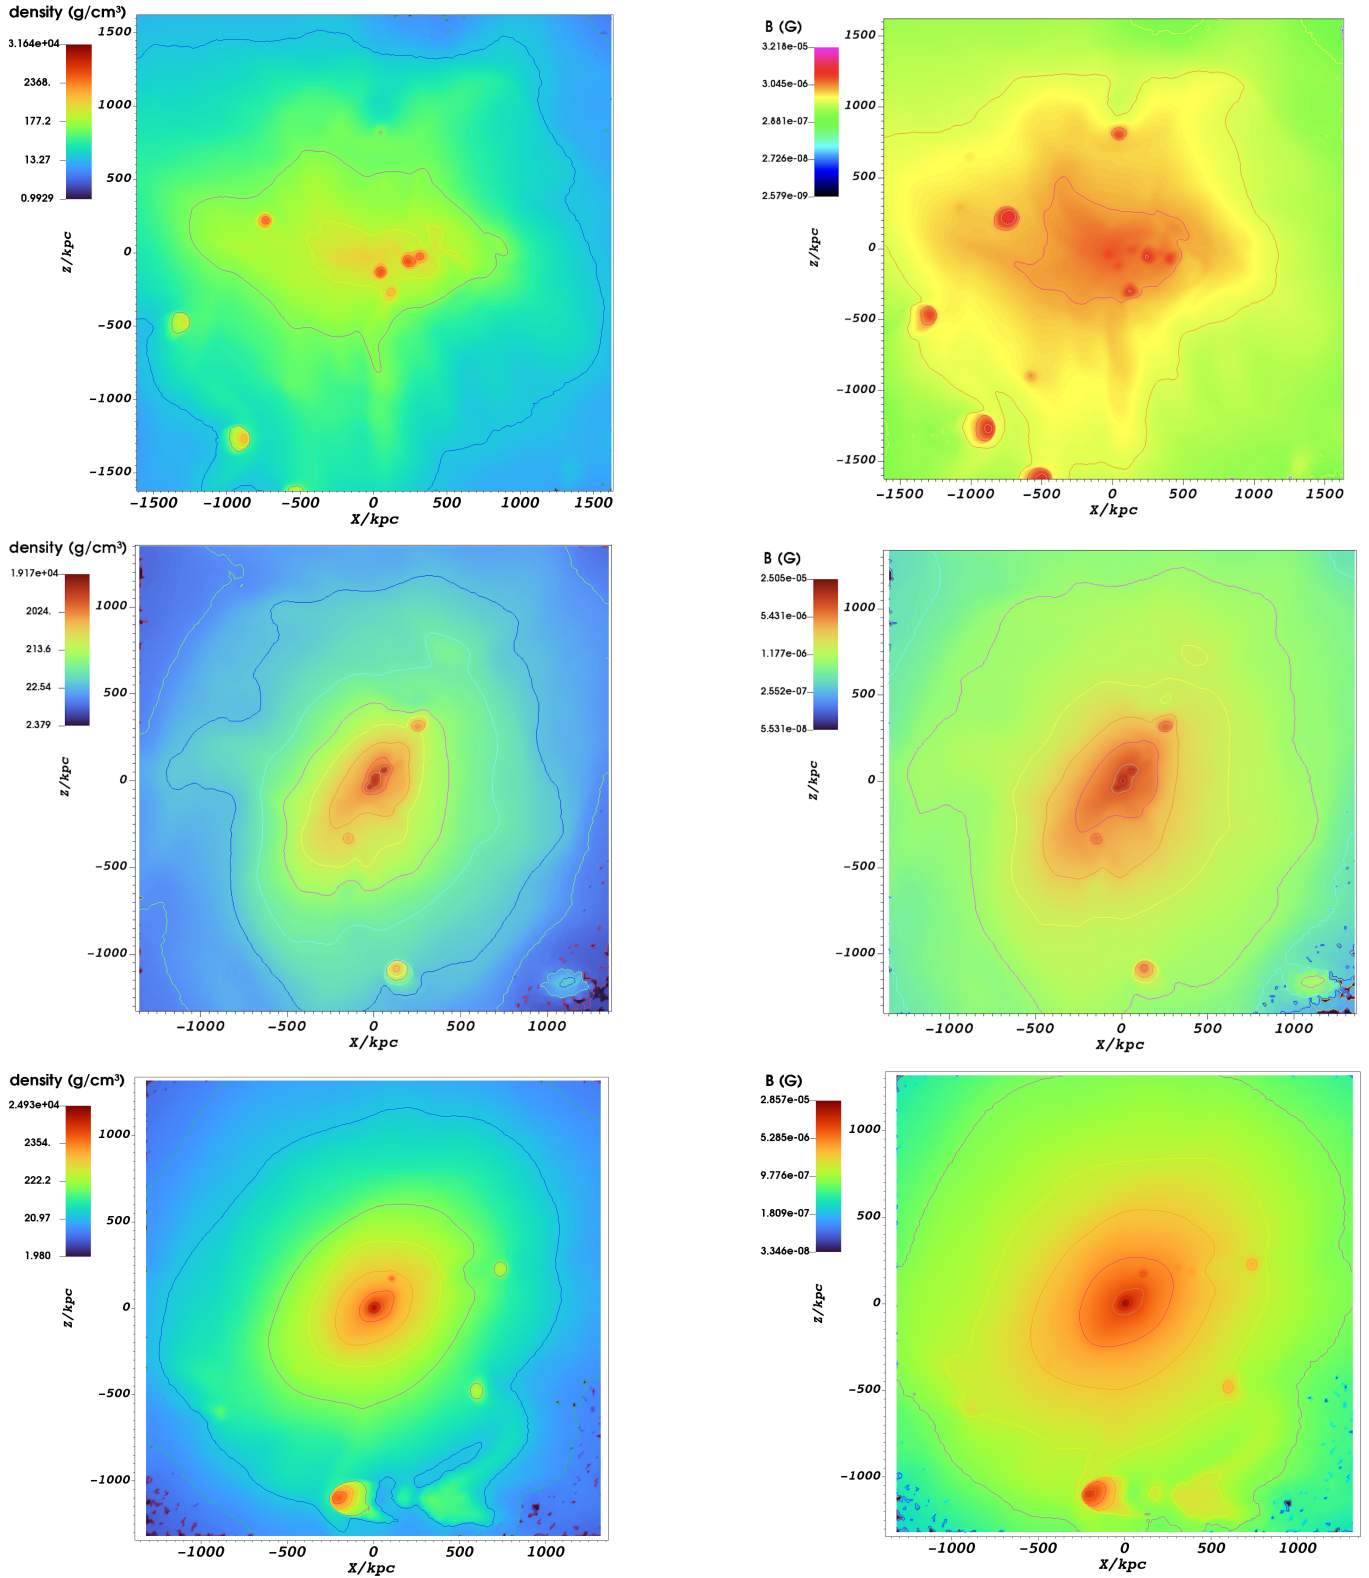 density (g/cm³)
3.164e+04
2368.
177.2
13.27
0.9929
Z/kpc
1500
1000
500
0
-500
-1000
-1500
-1500 -1000 -500 0 500 1000 1500
X/kpc
B (G)
3.218e-05
3.045e-06
2.881e-07
2.726e-08
2.579e-09
Z/kpc
1500
1000
500
0
-500
-1000
-1500
-1500 -1000 -500 0 500 1000 1500
X/kpc
density (g/cm³)
1.917e+04
2024.
213.6
22.54
2.379
Z/kpc
1000
500
0
-500
-1000
-1000 -500 0 500 1000
X/kpc
B (G)
2.505e-05
5.431e-06
1.177e-06
2.552e-07
5.531e-08
Z/kpc
1000
500
0
-500
-1000
-1000 -500 0 500 1000
X/kpc
density (g/cm³)
2.493e+04
2354.
222.2
20.97
1.980
Z/kpc
1000
500
0
-500
-1000
-1000 -500 0 500 1000
X/kpc
B (G)
2.857e-05
5.285e-06
9.776e-07
1.809e-07
3.346e-08
Z/kpc
1000
500
0
-500
-1000
-1000 -500 0 500 1000
X/kpc